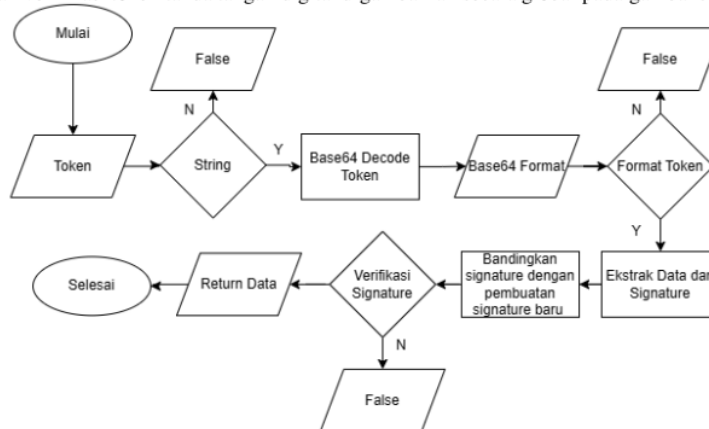 Mulai
False
False
N
N
Token
String
Y
Base64 Decode
Token
Base64 Format
Format Token
Y
Selesai
Return Data
Verifikasi
Signature
Bandingkan
signature dengan
pembuatan
signature baru
Ekstrak Data dan
Signature
N
False